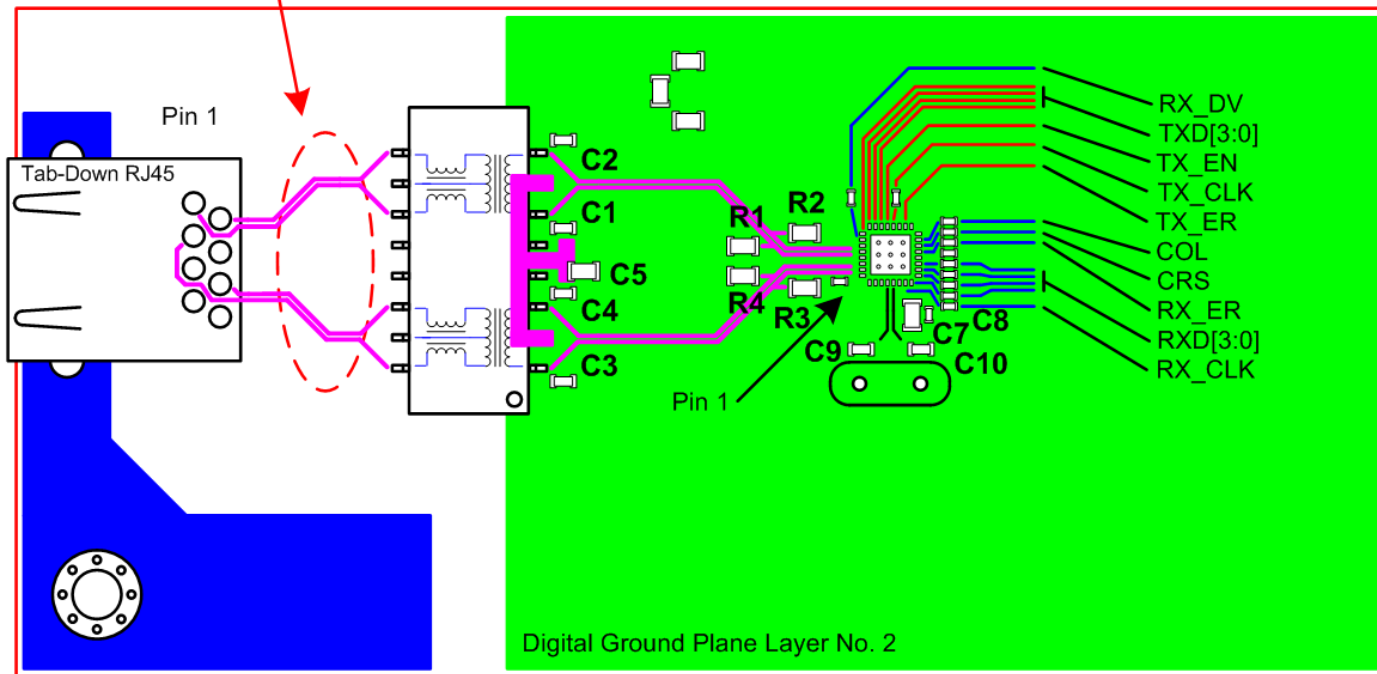 Pin 1
Tab-Down RJ45
C2
C1
C5
C4
C3
R1
R2
R4
R3
Pin 1
C9
C7
C8
C10
RX_DV
TXD[3:0]
TX_EN
TX_CLK
TX_ER
COL
CRS
RX_ER
RXD[3:0]
RX_CLK
Digital Ground Plane Layer No. 2